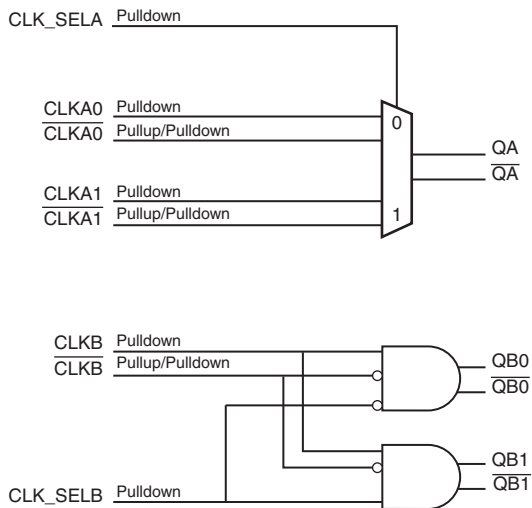 CLK_SELA Pulldown
CLKA0 Pulldown
CLKA0 Pullup/Pulldown
0
QA
QA
CLKA1 Pulldown
CLKA1 Pullup/Pulldown
1
CLKB Pulldown
CLKB Pullup/Pulldown
QB0
QB0
QB1
QB1
CLK_SELB Pulldown